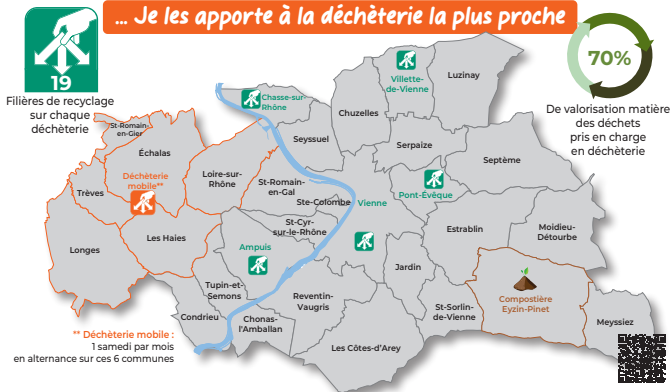 ... Je les apporte à la déchèterie la plus proche
19
Filières de recyclage
sur chaque
déchèterie
70%
De valorisation matière
des déchets
pris en charge
en déchèterie
Villette-
de-Vienne
Luzinay
Chasse-sur-
Rhône
Chuzelles
St-Romain-
en-Gier
Seyssuel
Serpaize
Échalas
Septème
Déchèterie
mobile**
Loire-sur-
Rhône
St-Romain-
en-Gal
Trèves
Ste-Colombe
Vienne
Pont-Évêque
St-Cyr-
sur-le-Rhône
Estrablin
Moidieu-
Détourbe
Les Haies
Ampuis
Longes
Jardin
Tupin-et-
Semons
Reventin-
Vaugris
Compostière
Eyzin-Pinet
St-Sorlin-
de-Vienne
Condrieu
Chonas-
l'Amballan
Meyssiez
Les Côtes-d'Arey
** Déchèterie mobile :
1 samedi par mois
en alternance sur ces 6 communes